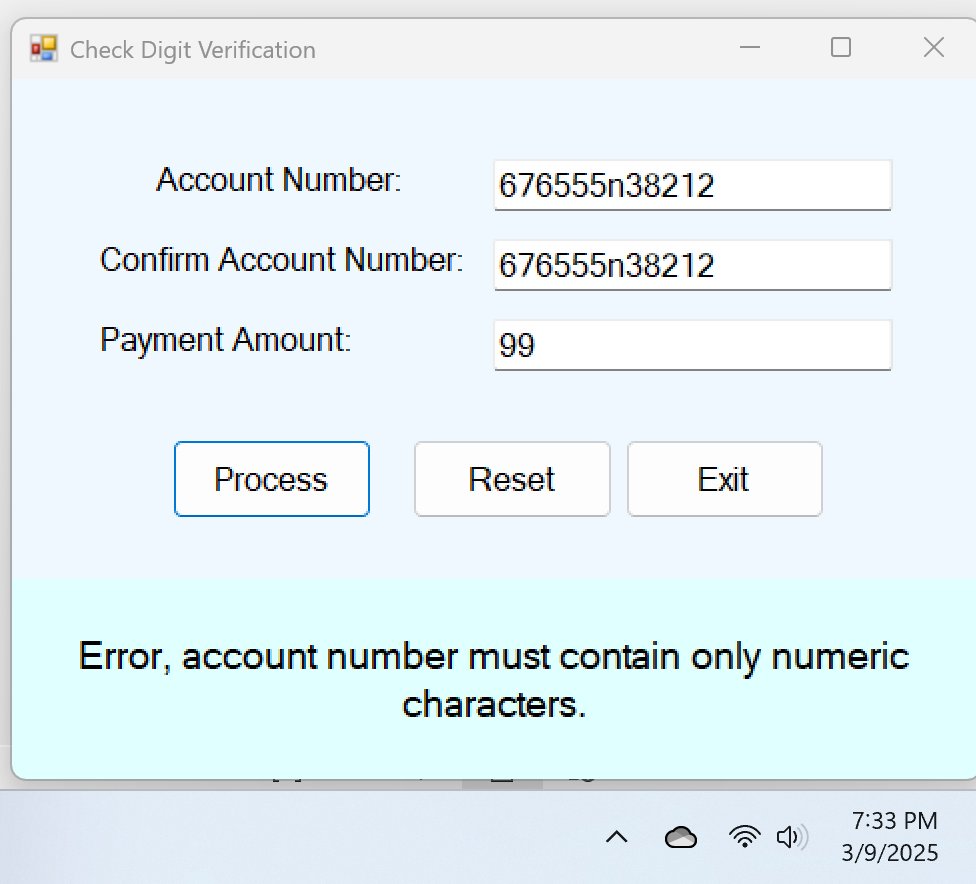 Check Digit Verification
Account Number:
676555n38212
Confirm Account Number:
676555n38212
Payment Amount:
99
Process
Reset
Exit
Error, account number must contain only numeric
characters.
7:33 PM
3/9/2025